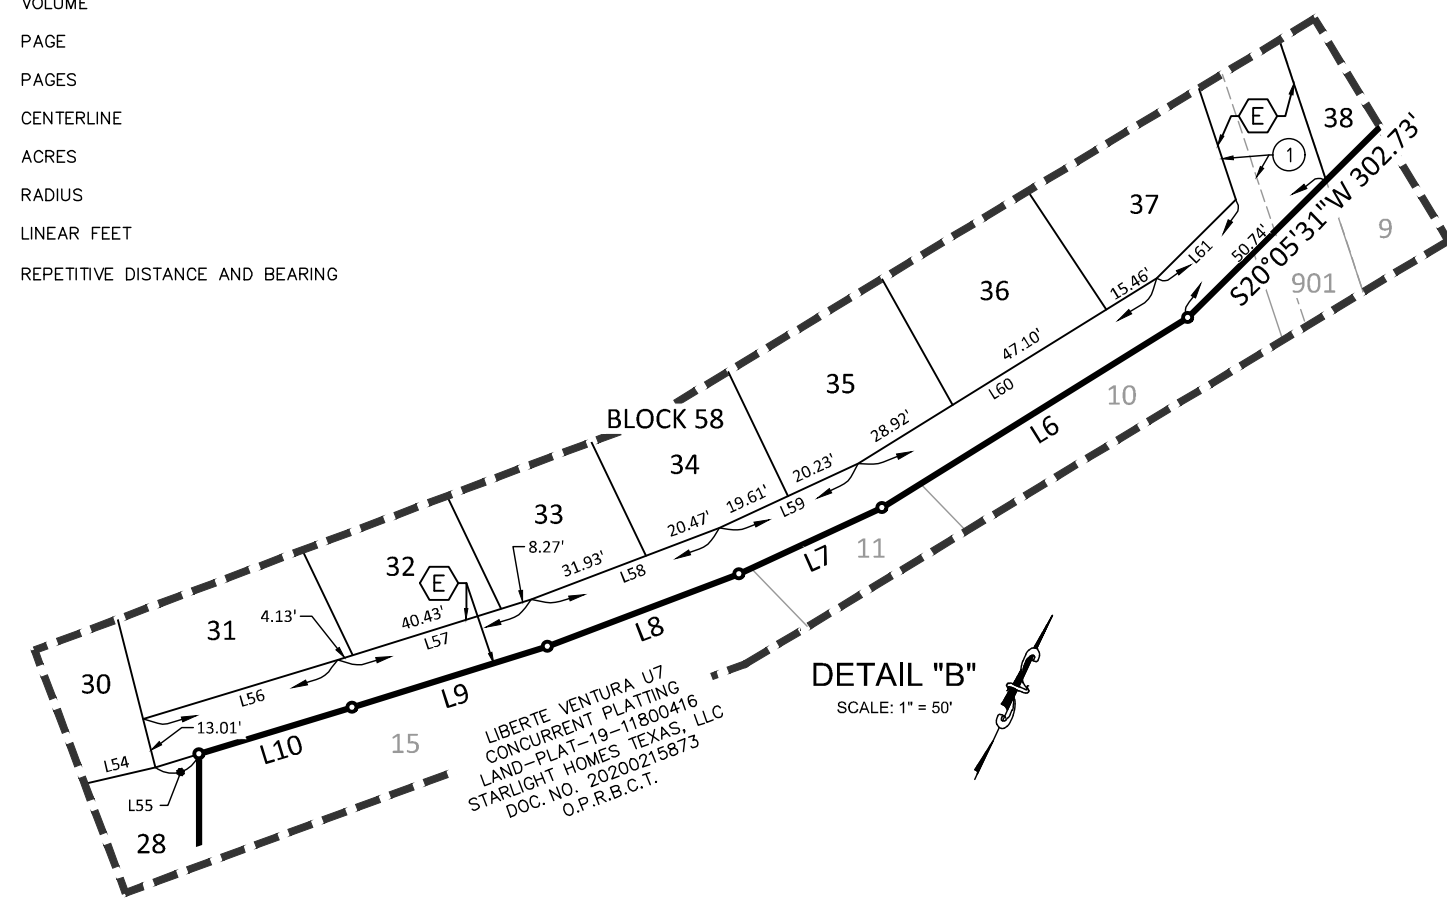 VOLUME
PAGE
PAGES
CENTERLINE
ACRES
RADIUS
LINEAR FEET
REPETITIVE DISTANCE AND BEARING
E
38
1
S20°05'31"W 302.73'
37
9
50.74'
L61
901
36
15.46'
47.10'
L60
10
35
BLOCK 58
28.92'
L6
34
20.23'
19.61'
L59
33
20.47'
8.27'
31.93'
L58
L7
11
32
E
40.43'
L57
L8
31
4.13'
30
L56
L9
13.01'
L10
15
L54
L55
28
LIBERTE VENTURA U7
CONCURRENT PLATTING
LAND-PLAT-19-11800416
STARLIGHT HOMES TEXAS, LLC
DOC. NO. 20200215873
O.P.R.B.C.T.
DETAIL "B"
SCALE: 1" = 50'